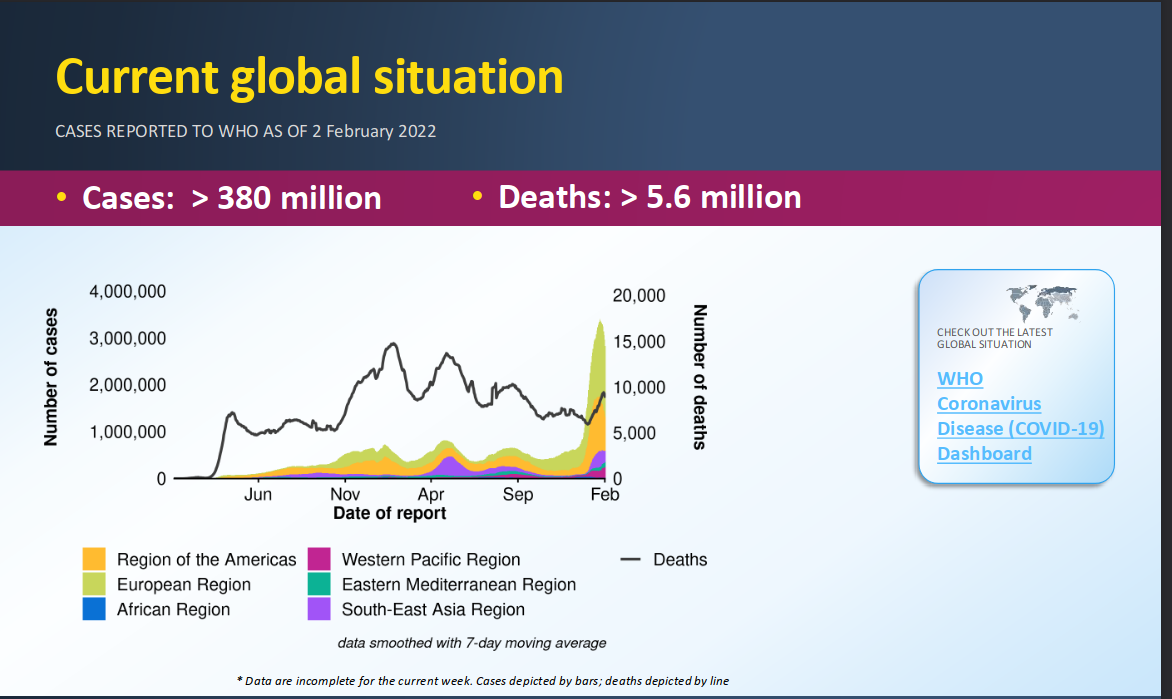 Current global situation
CASES REPORTED TO WHO AS OF 2 February 2022
• Cases:  > 380 million
• Deaths: > 5.6 million
Number of cases
4,000,000
3,000,000
2,000,000
1,000,000
0
20,000
15,000
10,000
5,000
0
Number of deaths
Jun Nov Apr Sep Feb
Date of report
Region of the Americas
European Region
African Region
Western Pacific Region
Eastern Mediterranean Region
South-East Asia Region
Deaths
data smoothed with 7-day moving average
* Data are incomplete for the current week. Cases depicted by bars; deaths depicted by line
CHECK OUT THE LATEST
GLOBAL SITUATION
WHO
Coronavirus
Disease (COVID-19)
Dashboard